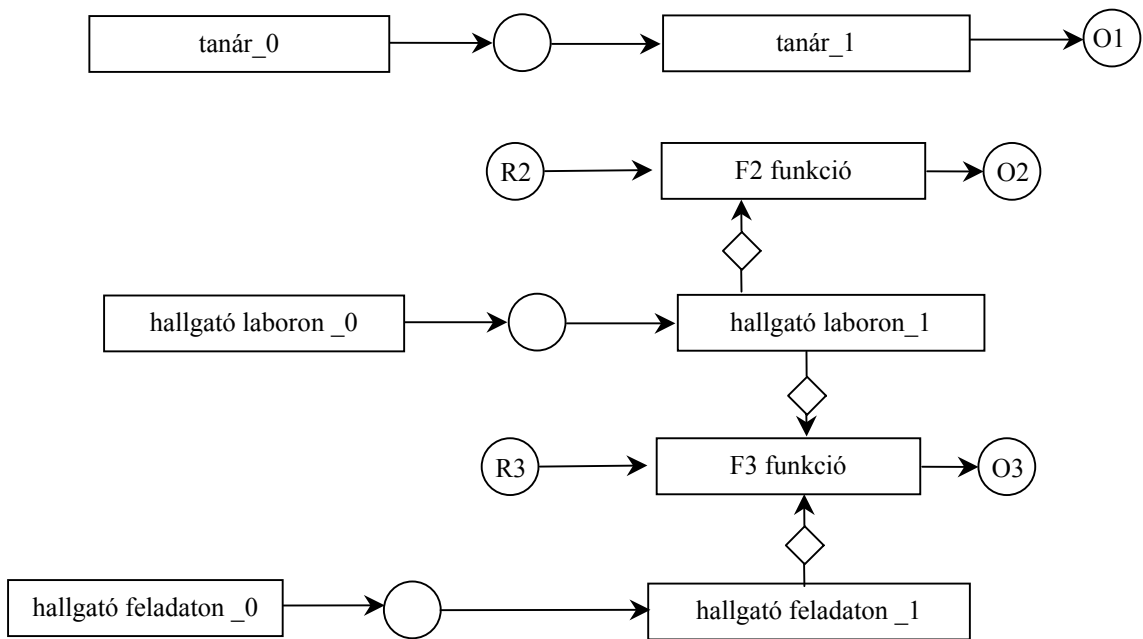 tanár_0
tanár_1
O1
R2
F2 funkció
O2
hallgató laboron _0
hallgató laboron_1
R3
F3 funkció
O3
hallgató feladaton _0
hallgató feladaton _1